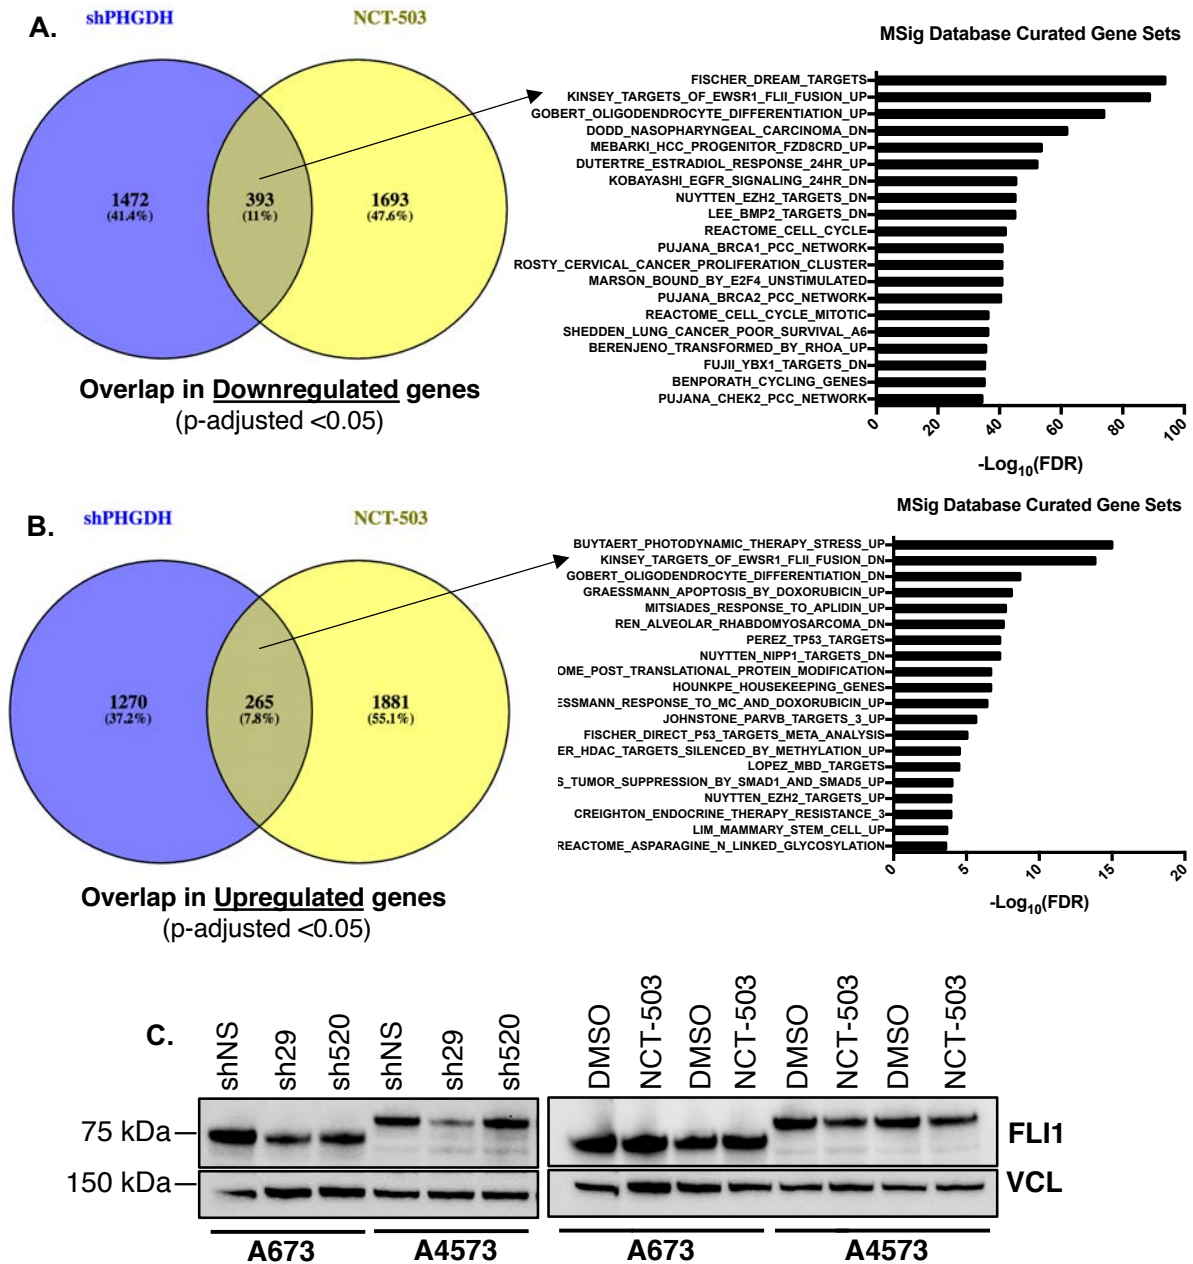 A.
shPHGDH
NCT-503
1472
(41.4%)
393
(11%)
1693
(47.6%)
Overlap in Downregulated genes
(p-adjusted <0.05)
MSig Database Curated Gene Sets
FISCHER_DREAM_TARGETS
KINSEY_TARGETS_OF_EWSR1_FLII_FUSION_UP
GOBERT_OLIGODENDROCYTE_DIFFERENTIATION_UP
DODD_NASOPHARYNGEAL_CARCINOMA_DN
MEBARKI_HCC_PROGENITOR_FZD8CRD_UP
DUTERTRE_ESTRADIOL_RESPONSE_24HR_UP
KOBAYASHI_EGFR_SIGNALING_24HR_DN
NUYTTEN_EZH2_TARGETS_DN
LEE_BMP2_TARGETS_DN
REACTOME_CELL_CYCLE
PUJANA_BRCA1_PCC_NETWORK
ROSTY_CERVICAL_CANCER_PROLIFERATION_CLUSTER
MARSON_BOUND_BY_E2F4_UNSTIMULATED
PUJANA_BRCA2_PCC_NETWORK
REACTOME_CELL_CYCLE_MITOTIC
SHEDDEN_LUNG_CANCER_POOR_SURVIVAL_A6
BERENJENO_TRANSFORMED_BY_RHOA_UP
FUJII_YBX1_TARGETS_DN
BENPORATH_CYCLING_GENES
PUJANA_CHEK2_PCC_NETWORK
0 20 40 60 80 100
-Log10(FDR)
B.
shPHGDH
NCT-503
1270
(37.2%)
265
(7.8%)
1881
(55.1%)
Overlap in Upregulated genes
(p-adjusted <0.05)
MSig Database Curated Gene Sets
BUYTAERT_PHOTODYNAMIC_THERAPY_STRESS_UP
KINSEY_TARGETS_OF_EWSR1_FLII_FUSION_DN
GOBERT_OLIGODENDROCYTE_DIFFERENTIATION_DN
GRAESSMANN_APOPTOSIS_BY_DOXORUBICIN_UP
MITSIADES_RESPONSE_TO_APLIDIN_UP
REN_ALVEOLAR_RHABDOMYOSARCOMA_DN
PEREZ_TP53_TARGETS
NUYTTEN_NIPP1_TARGETS_DN
OME_POST_TRANSLATIONAL_PROTEIN_MODIFICATION
HOUNKPE_HOUSEKEEPING_GENES
ESSMANN_RESPONSE_TO_MC_AND_DOXORUBICIN_UP
JOHNSTONE_PARVB_TARGETS_3_UP
FISCHER_DIRECT_P53_TARGETS_META_ANALYSIS
ER_HDAC_TARGETS_SILENCED_BY_METHYLATION_UP
LOPEZ_MBD_TARGETS
S_TUMOR_SUPPRESSION_BY_SMAD1_AND_SMAD5_UP
NUYTTEN_EZH2_TARGETS_UP
CREIGHTON_ENDOCRINE_THERAPY_RESISTANCE_3
LIM_MAMMARY_STEM_CELL_UP
REACTOME_ASPARAGINE_N_LINKED_GLYCOSYLATION
0 5 10 15 20
-Log10(FDR)
C.
shNS sh29 sh520 shNS sh29 sh520
DMSO NCT-503 DMSO NCT-503 DMSO NCT-503 DMSO NCT-503
75 kDa
FLI1
150 kDa
VCL
A673 A4573 A673 A4573